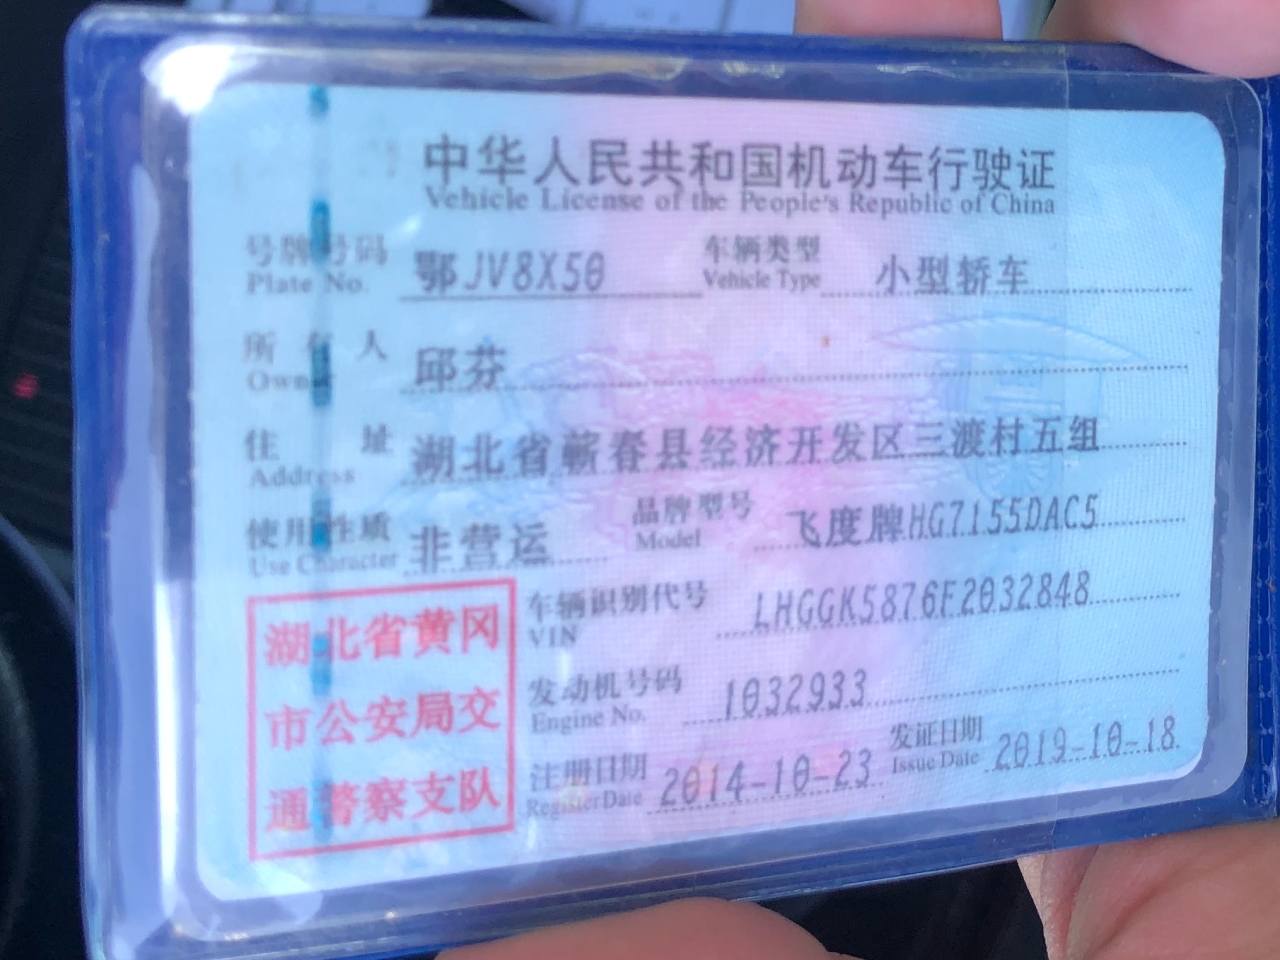 中华人民共和国机动车行驶证
Vehicle License of the People's Republic of China
号牌号码 鄂JV8X50 车辆类型 小型轿车
Plate No. Vehicle Type
所有人 邱芬
Owner
住址 湖北省蕲春县经济开发区三渡村五组
Address
使用性质 非营运 品牌型号 飞度牌HG7155DAC5
Use Character Model
车辆识别代号 LHGGK5876F2032848
VIN
发动机号码 1032933
Engine No.
注册日期 2014-10-23 发证日期 2019-10-18
Register Date Issue Date
湖北省黄冈
市公安局交
通警察支队